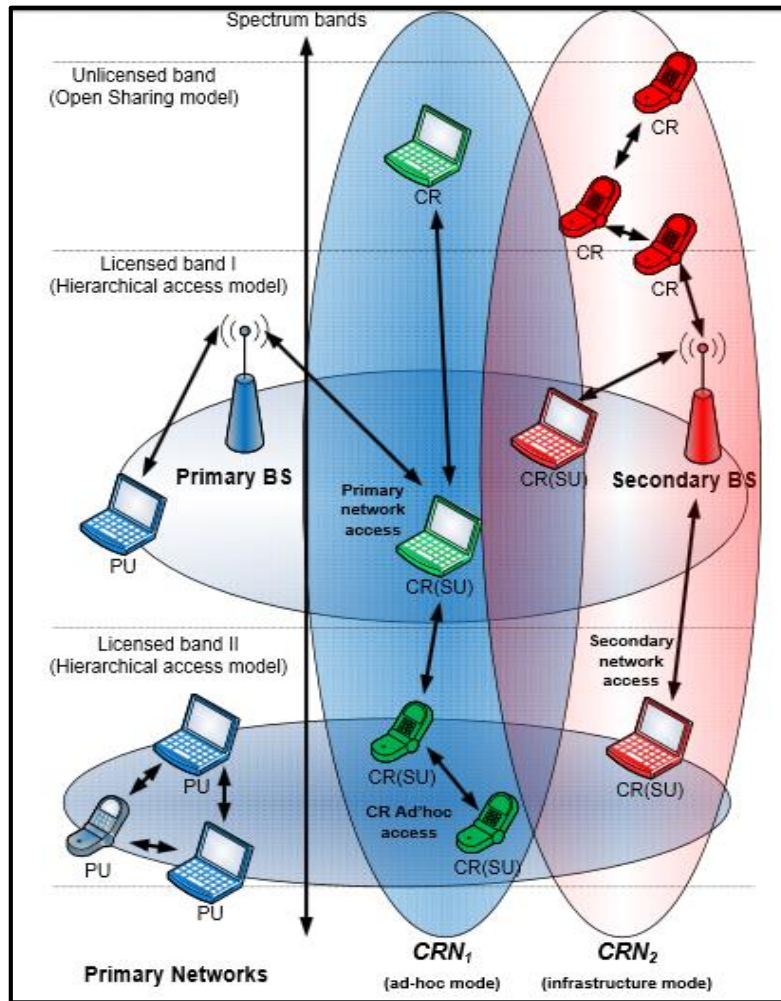 Spectrum bands
Unlicensed band
(Open Sharing model)
CR
CR
CR
CR
Licensed band I
(Hierarchical access model)
Primary BS
PU
Primary
network
access
CR(SU)
CR(SU)
Secondary BS
Licensed band II
(Hierarchical access model)
Secondary
network
access
PU
PU
PU
CR(SU)
CR Ad'hoc
access
CR(SU)
CR(SU)
Primary Networks
CRN1
(ad-hoc mode)
CRN2
(infrastructure mode)